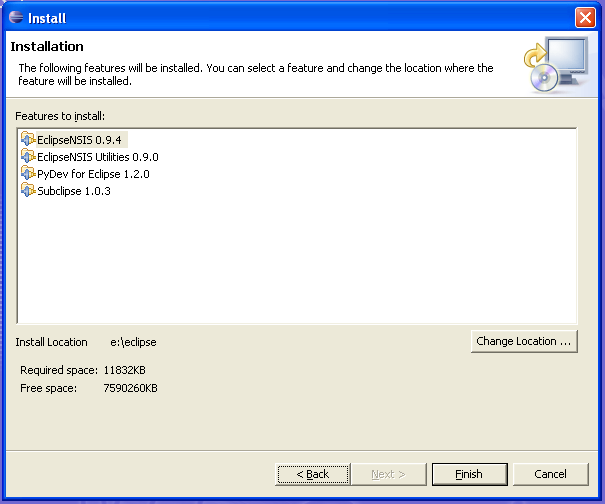 Install
Installation
The following features will be installed. You can select a feature and change the location where the
feature will be installed.
Features to install:
EclipseNSIS 0.9.4
EclipseNSIS Utilities 0.9.0
PyDev for Eclipse 1.2.0
Subclipse 1.0.3
Install Location e:\eclipse
Change Location ...
Required space: 11832KB
Free space: 7590260KB
< Back Next > Finish Cancel